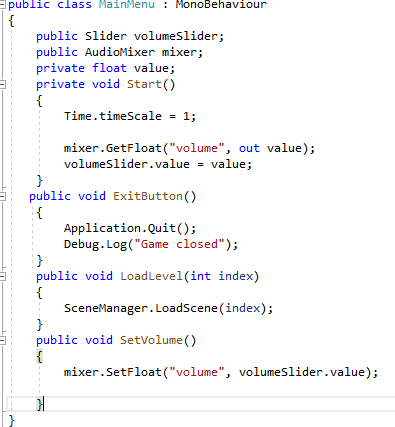 public class MainMenu : MonoBehaviour
{
    public Slider volumeSlider;
    public AudioMixer mixer;
    private float value;
    private void Start()
    {
        Time.timeScale = 1;

        mixer.GetFloat("volume", out value);
        volumeSlider.value = value;
    }
   public void ExitButton()
    {
        Application.Quit();
        Debug.Log("Game closed");
    }
    public void LoadLevel(int index)
    {
        SceneManager.LoadScene(index);
    }
    public void SetVolume()
    {
        mixer.SetFloat("volume", volumeSlider.value);

    }
}